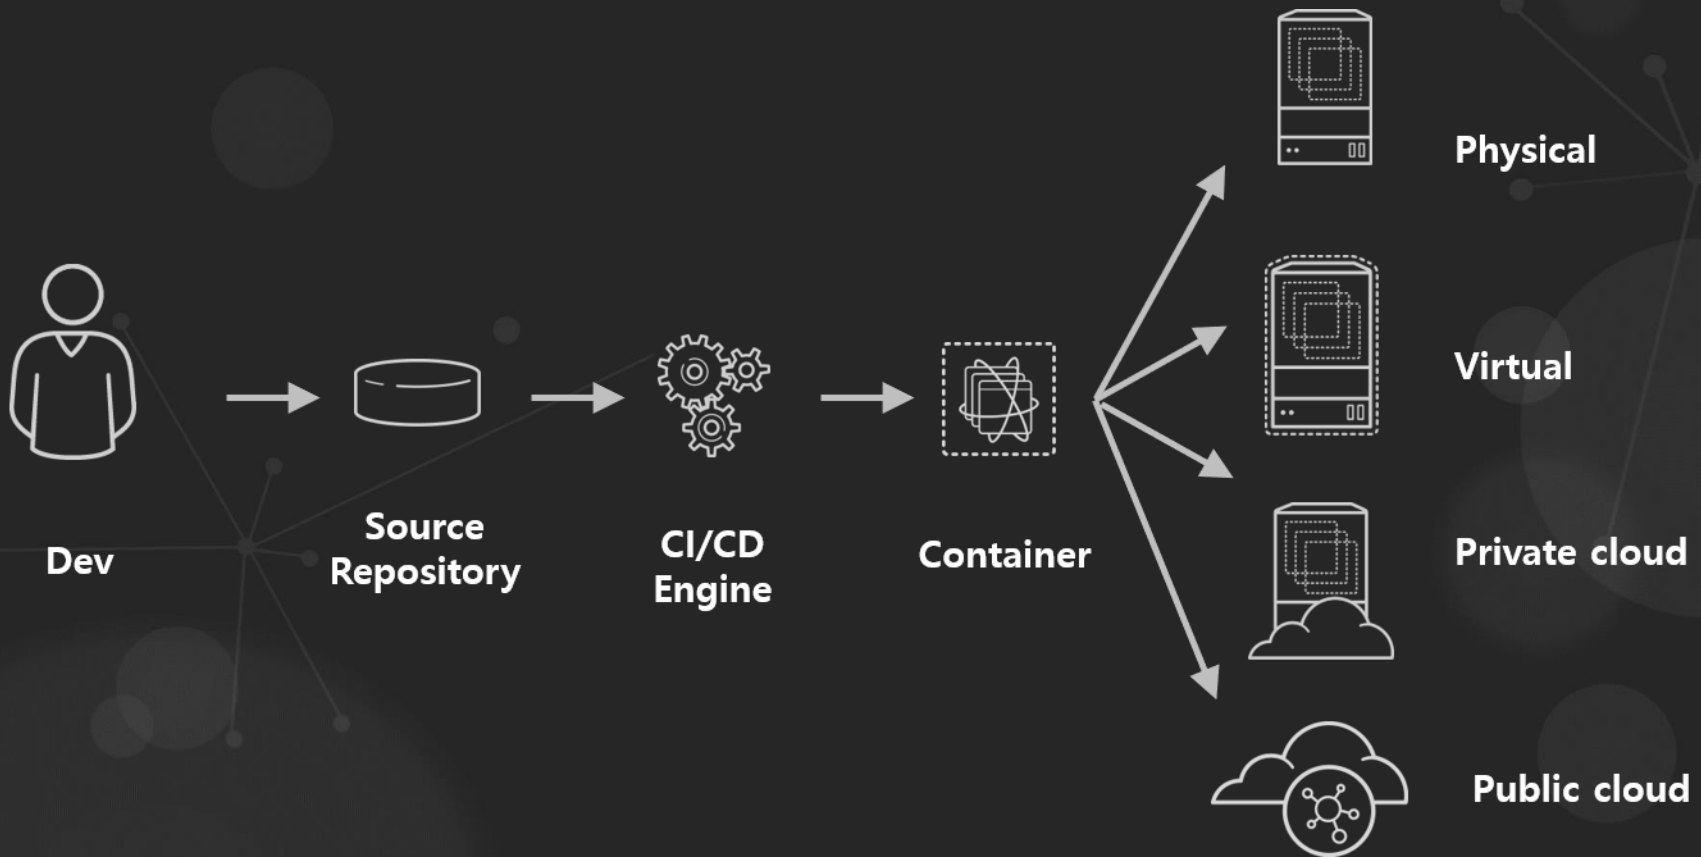 Dev
Source
Repository
CI/CD
Engine
Container
Physical
Virtual
Private cloud
Public cloud